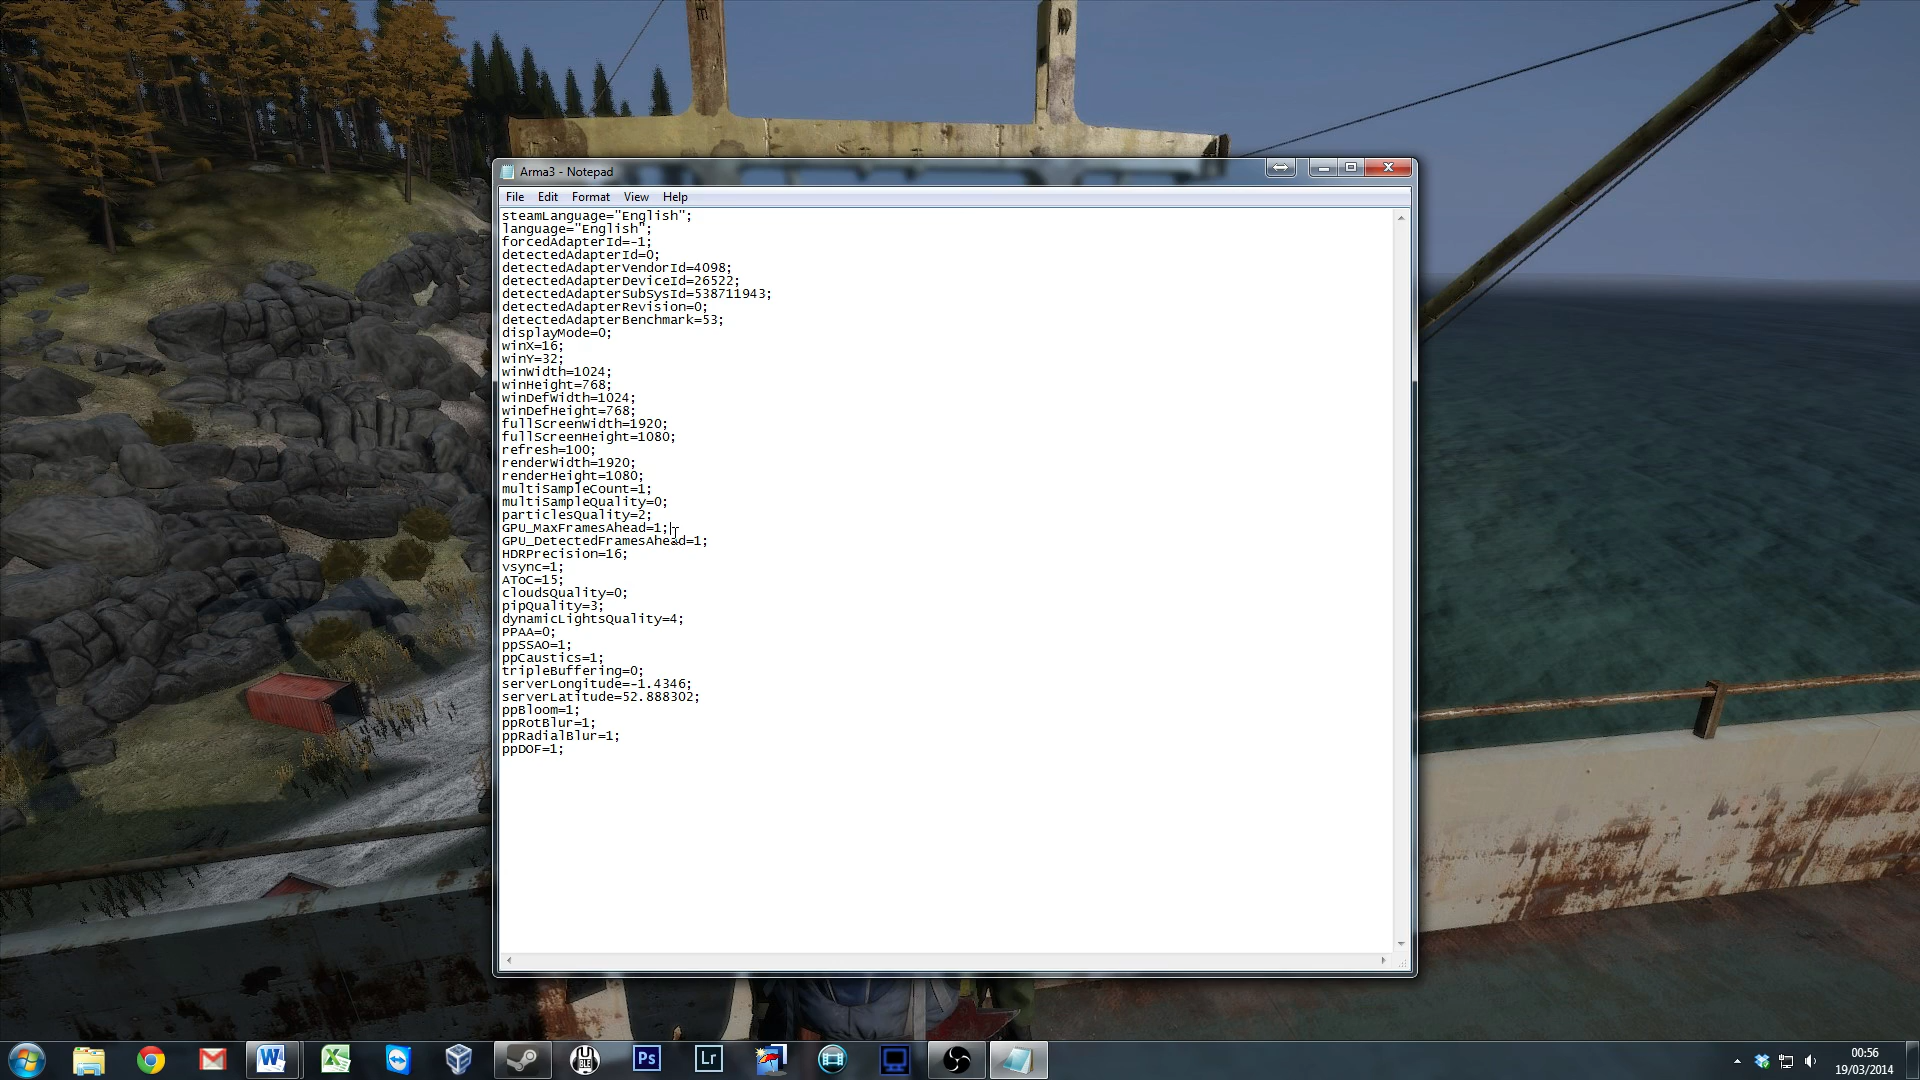 Arma3 - Notepad
File Edit Format View Help
steamLanguage="English";
language="English";
forcedAdapterId=-1;
detectedAdapterId=0;
detectedAdapterVendorId=4098;
detectedAdapterDeviceId=26522;
detectedAdapterSubSysId=538711943;
detectedAdapterRevision=0;
detectedAdapterBenchmark=53;
displayMode=0;
winX=16;
winY=32;
winWidth=1024;
winHeight=768;
winDefWidth=1024;
winDefHeight=768;
fullScreenWidth=1920;
fullScreenHeight=1080;
refresh=100;
renderWidth=1920;
renderHeight=1080;
multiSampleCount=1;
multiSampleQuality=0;
particlesQuality=2;
GPU_MaxFramesAhead=1;
GPU_DetectedFramesAhead=1;
HDRPrecision=16;
vsync=1;
AToC=15;
cloudsQuality=0;
pipQuality=3;
dynamicLightsQuality=4;
PPAA=0;
ppSSAO=1;
ppCaustics=1;
tripleBuffering=0;
serverLongitude=-1.4346;
serverLatitude=52.888302;
ppBloom=1;
ppRotBlur=1;
ppRadialBlur=1;
ppDOF=1;
Ps
Lr
00:56
19/03/2014